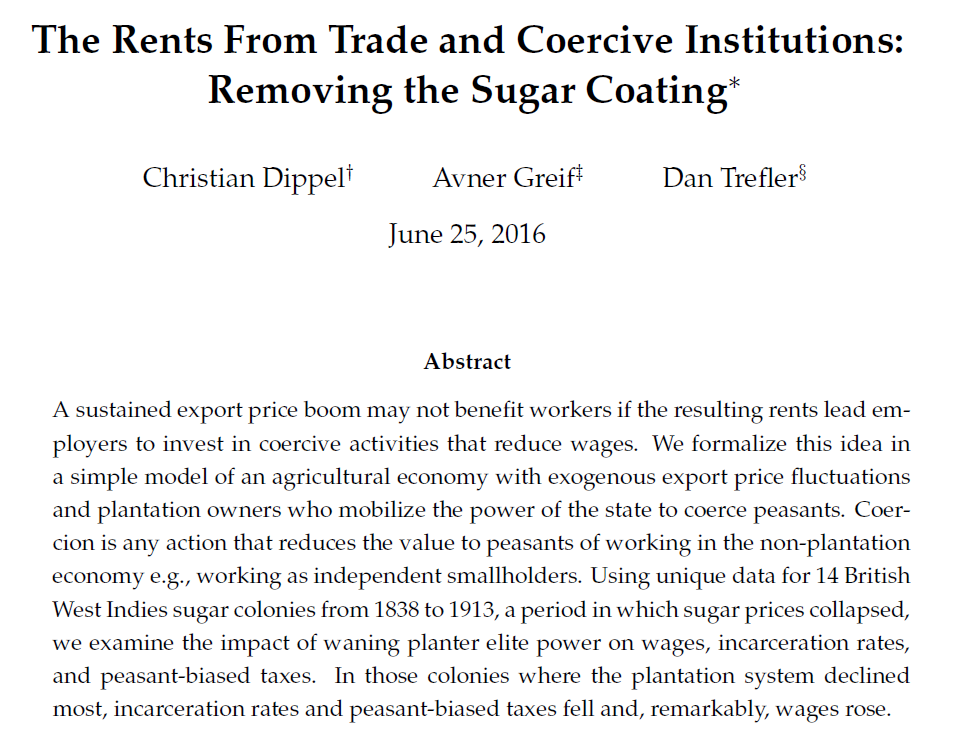 The Rents From Trade and Coercive Institutions:
Removing the Sugar Coating*
Christian Dippel† Avner Greif‡ Dan Trefler§
June 25, 2016
Abstract
A sustained export price boom may not benefit workers if the resulting rents lead em-
ployers to invest in coercive activities that reduce wages. We formalize this idea in
a simple model of an agricultural economy with exogenous export price fluctuations
and plantation owners who mobilize the power of the state to coerce peasants. Coer-
cion is any action that reduces the value to peasants of working in the non-plantation
economy e.g., working as independent smallholders. Using unique data for 14 British
West Indies sugar colonies from 1838 to 1913, a period in which sugar prices collapsed,
we examine the impact of waning planter elite power on wages, incarceration rates,
and peasant-biased taxes. In those colonies where the plantation system declined
most, incarceration rates and peasant-biased taxes fell and, remarkably, wages rose.